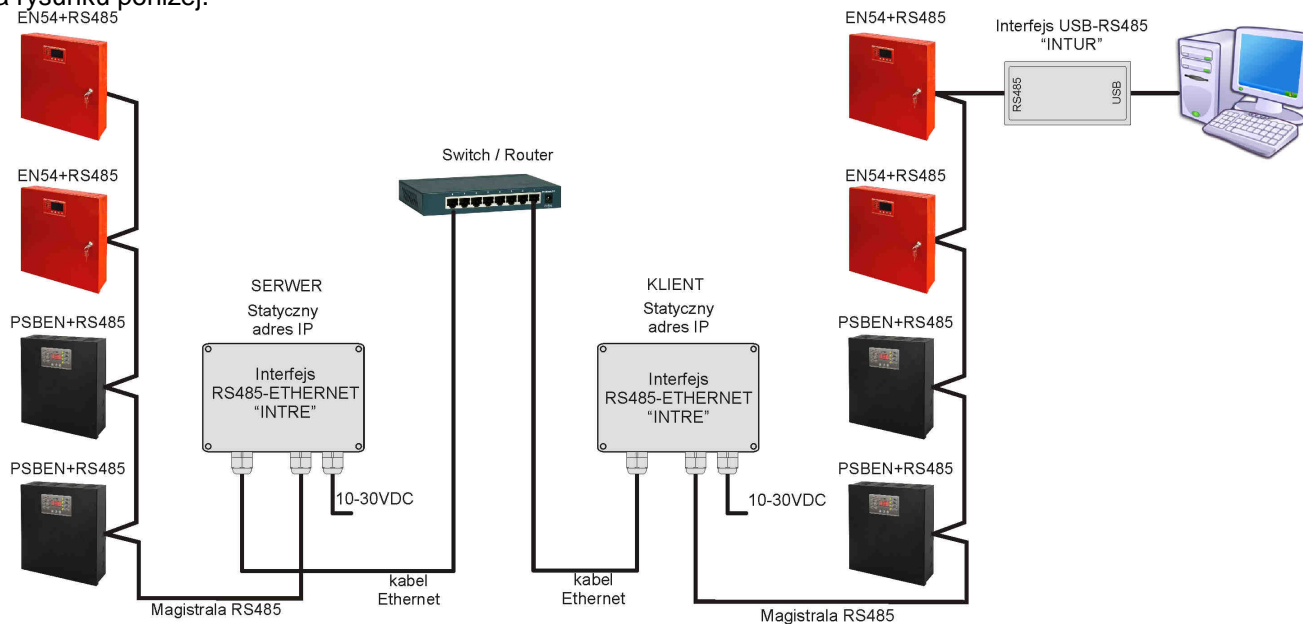 a rysunku poniżej.
EN54+RS485
EN54+RS485
PSBEN+RS485
PSBEN+RS485
Magistrala RS485
SERWER
Statyczny
adres IP
Interfejs
RS485-ETHERNET
“INTRE”
10-30VDC
kabel
Ethernet
Switch / Router
KLIENT
Statyczny
adres IP
Interfejs
RS485-ETHERNET
“INTRE”
10-30VDC
kabel
Ethernet
Magistrala RS485
EN54+RS485
EN54+RS485
PSBEN+RS485
PSBEN+RS485
Interfejs USB-RS485
“INTUR”
RS485
USB